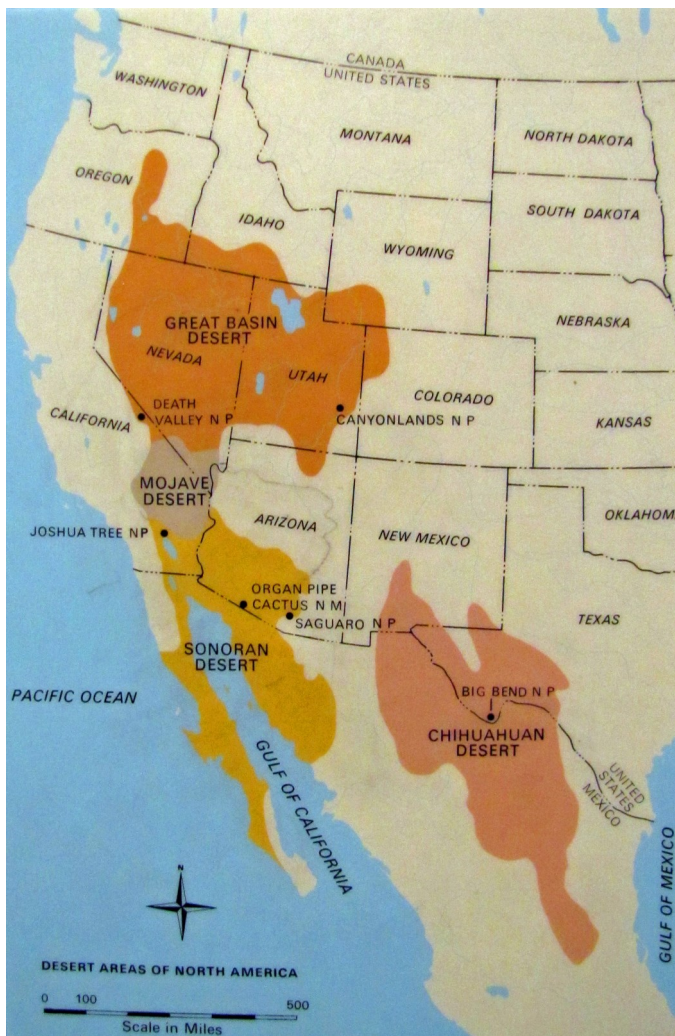 CANADA
UNITED STATES
WASHINGTON
MONTANA
NORTH DAKOTA
OREGON
IDAHO
SOUTH DAKOTA
WYOMING
NEBRASKA
GREAT BASIN
DESERT
NEVADA
UTAH
COLORADO
DEATH
VALLEY N P
CALIFORNIA
CANYONLANDS N P
KANSAS
MOJAVE
DESERT
JOSHUA TREE NP
ARIZONA
NEW MEXICO
OKLAHOM
ORGAN PIPE
CACTUS N M
SAGUARO N P
TEXAS
SONORAN
DESERT
PACIFIC OCEAN
BIG BEND N P
CHIHUAHUAN
DESERT
GULF OF CALIFORNIA
UNITED
STATES
MEXICO
GULF OF MEXICO
N
DESERT AREAS OF NORTH AMERICA
0 100 500
Scale in Miles